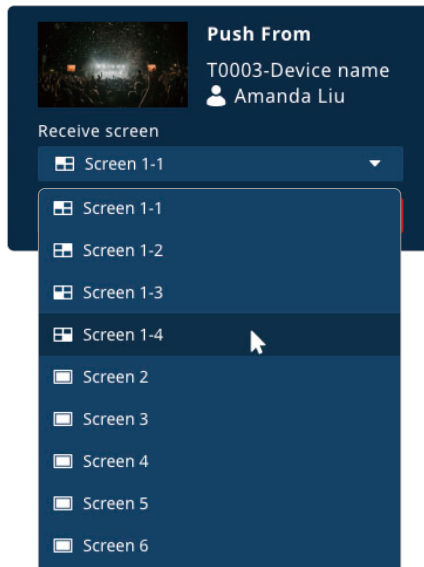 Push From
T0003-Device name
Amanda Liu
Receive screen
Screen 1-1
Screen 1-1
Screen 1-2
Screen 1-3
Screen 1-4
Screen 2
Screen 3
Screen 4
Screen 5
Screen 6